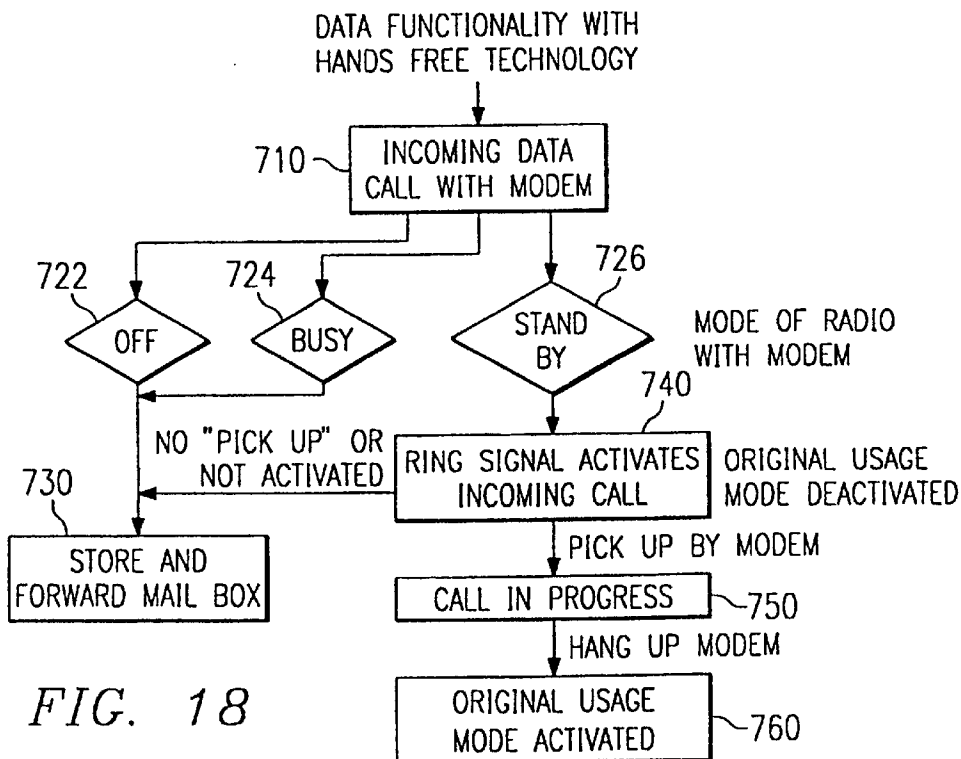 DATA FUNCTIONALITY WITH
HANDS FREE TECHNOLOGY
710
INCOMING DATA
CALL WITH MODEM
722
724
726
OFF
BUSY
STAND
BY
MODE OF RADIO
WITH MODEM
740
NO "PICK UP" OR
NOT ACTIVATED
RING SIGNAL ACTIVATES
INCOMING CALL
ORIGINAL USAGE
MODE DEACTIVATED
730
STORE AND
FORWARD MAIL BOX
PICK UP BY MODEM
CALL IN PROGRESS
750
HANG UP MODEM
ORIGINAL USAGE
MODE ACTIVATED
760
FIG. 18